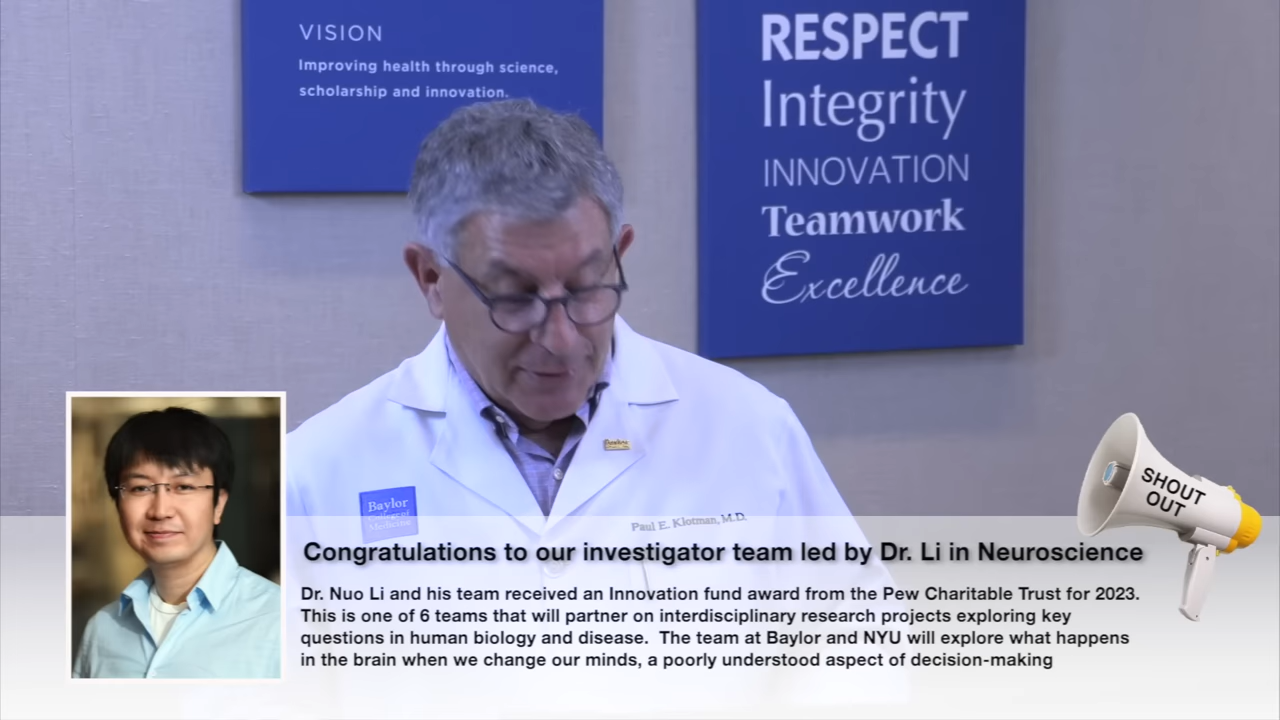 VISION
Improving health through science,
scholarship and innovation.
RESPECT
Integrity
INNOVATION
Teamwork
Excellence
Baylor
College of
Medicine
Paul E. Klotman, M.D.
SHOUT
OUT
Congratulations to our investigator team led by Dr. Li in Neuroscience
Dr. Nuo Li and his team received an Innovation fund award from the Pew Charitable Trust for 2023.
This is one of 6 teams that will partner on interdisciplinary research projects exploring key
questions in human biology and disease.  The team at Baylor and NYU will explore what happens
in the brain when we change our minds, a poorly understood aspect of decision-making